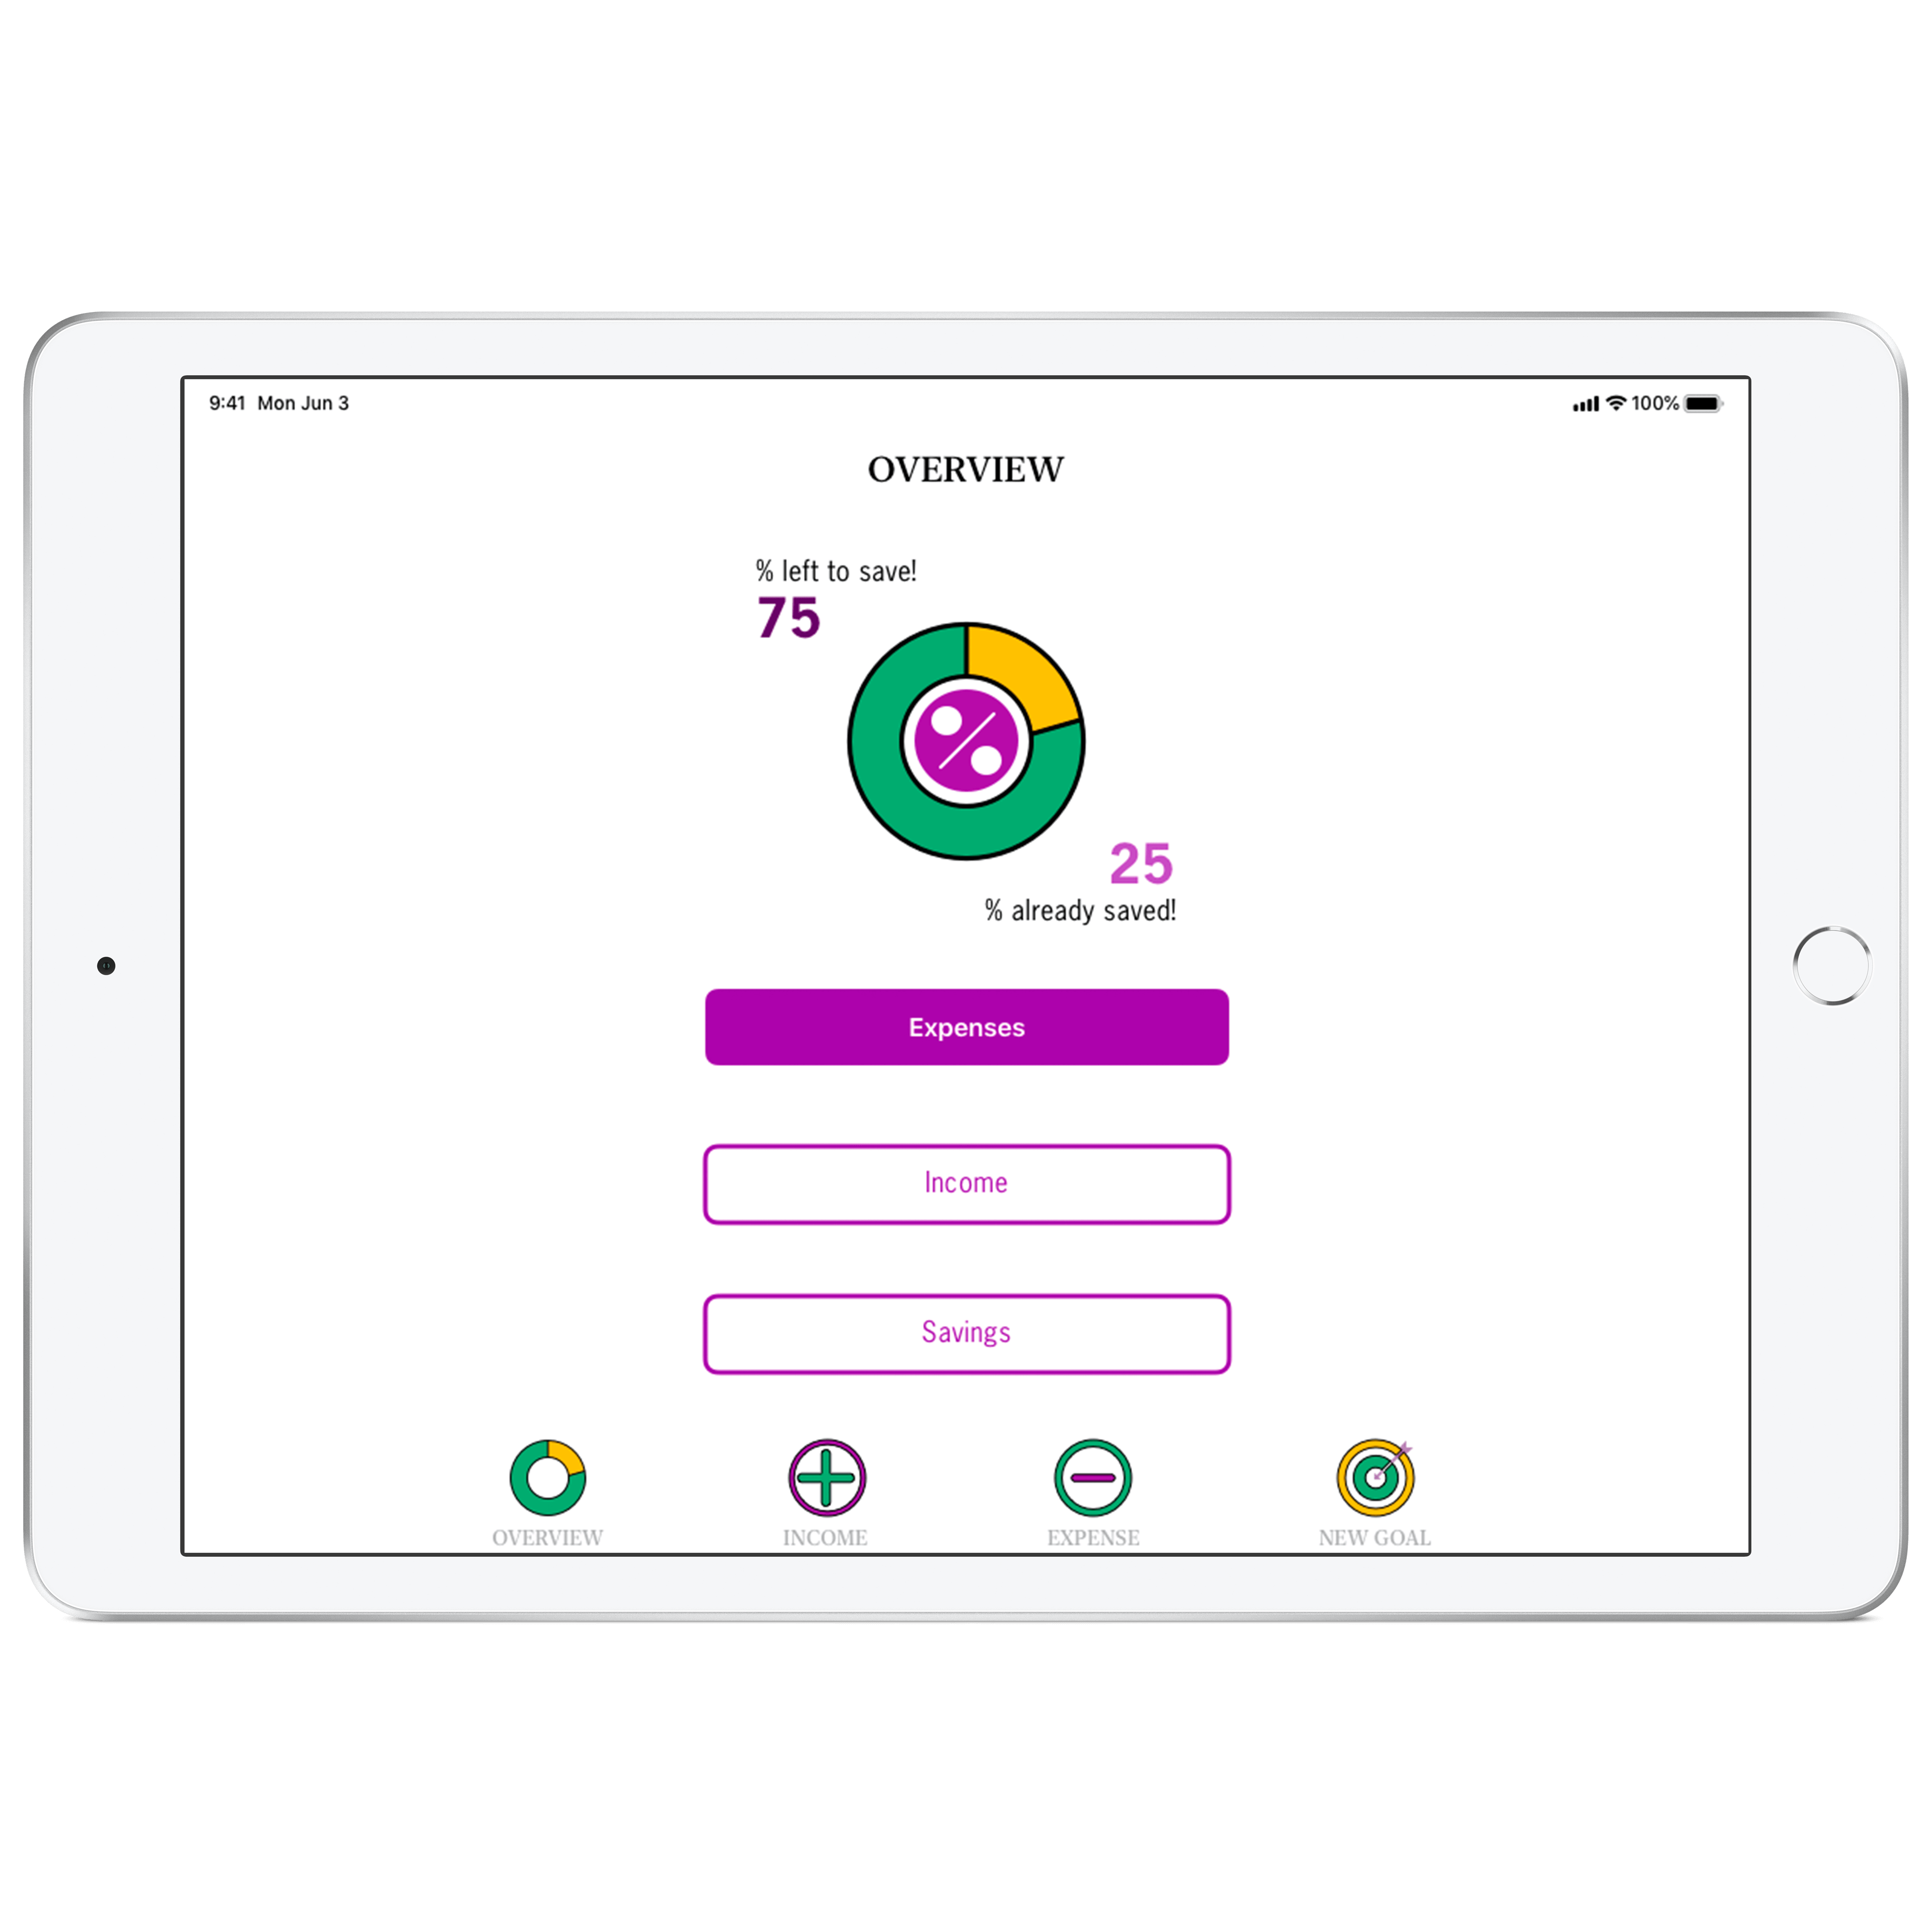 9:41 Mon Jun 3
100%
OVERVIEW
% left to save!
75
25
% already saved!
Expenses
Income
Savings
OVERVIEW
INCOME
EXPENSE
NEW GOAL